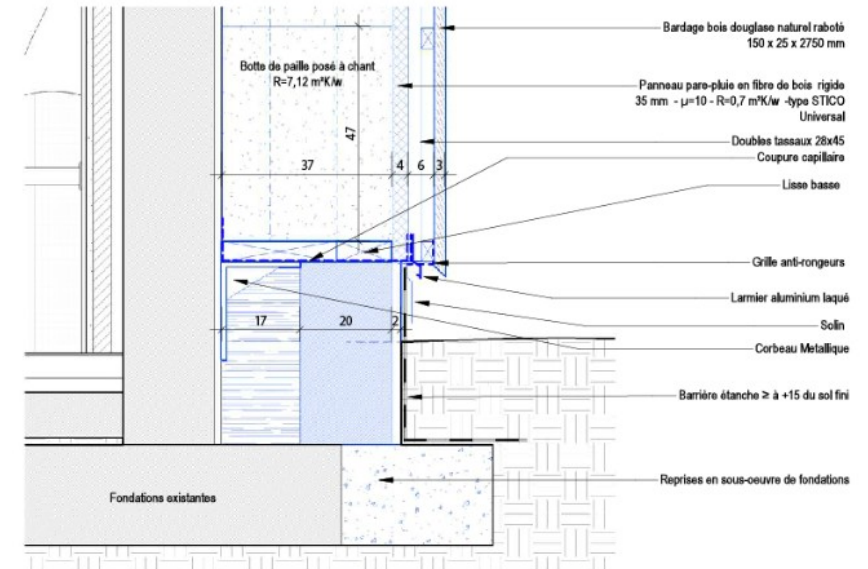 Bardage bois douglase naturel raboté
150 x 25 x 2750 mm
Botte de paille posé à chant
R=7,12 m²K/w
Panneau pare-pluie en fibre de bois rigide
35 mm - µ=10 - R=0,7 m²K/w -type STICO
Universal
47
Doubles tassaux 28x45
Coupure capillaire
37
4
6
3
Lisse basse
Grille anti-rongeurs
Larmier aluminium laqué
17
20
2
Solin
Corbeau Metallique
Barrière étanche ≥ à +15 du sol fini
Reprises en sous-oeuvre de fondations
Fondations existantes